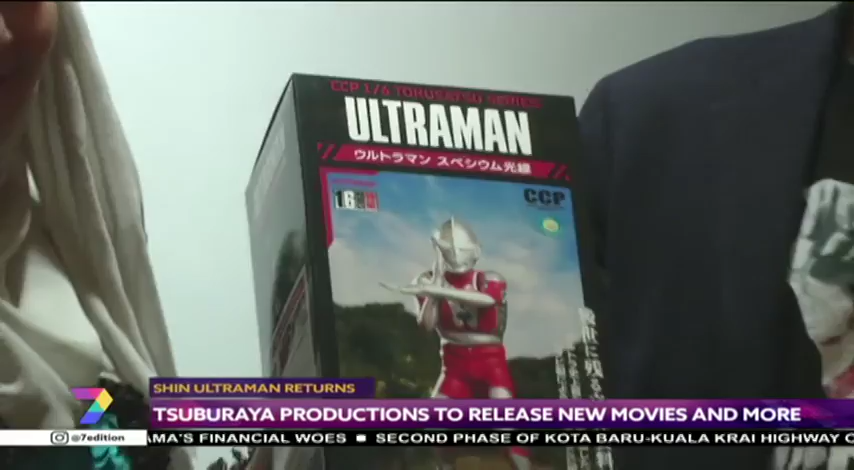 CCP 1/6 TOKUSATSU SERIES
ULTRAMAN
ウルトラマン スペシウム光線
CCP
SHIN ULTRAMAN RETURNS
TSUBURAYA PRODUCTIONS TO RELEASE NEW MOVIES AND MORE
7
@7edition
AMA'S FINANCIAL WOES ■ SECOND PHASE OF KOTA BARU-KUALA KRAI HIGHWAY